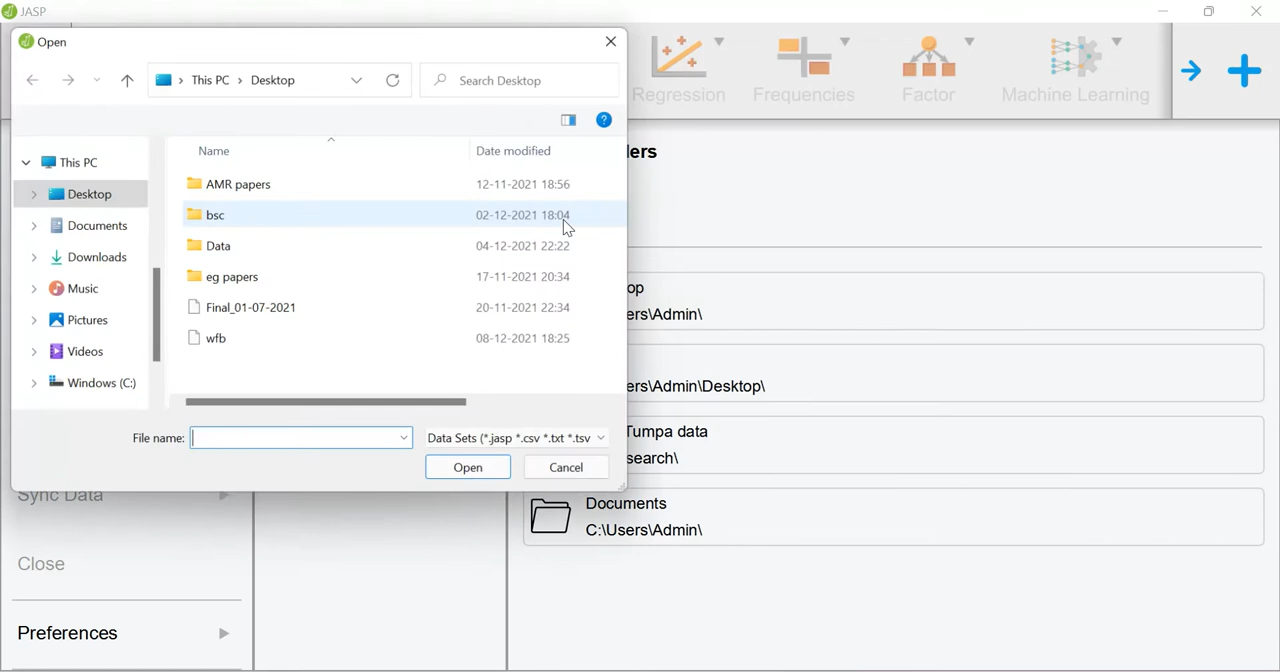 JASP
Open
This PC > Desktop
Search Desktop
Regression
Frequencies
Factor
Machine Learning
Name
Date modified
This PC
Desktop
Documents
Downloads
Music
Pictures
Videos
Windows (C:)
AMR papers 12-11-2021 18:56
bsc 02-12-2021 18:04
Data 04-12-2021 22:22
eg papers 17-11-2021 20:34
Final_01-07-2021 20-11-2021 22:34
wfb 08-12-2021 18:25
File name:
Data Sets (*.jasp *.csv *.txt *.tsv
Open
Cancel
lers
op
ers\Admin\
ers\Admin\Desktop\
Tumpa data
search\
Documents
C:\Users\Admin\
Sync Data
Close
Preferences